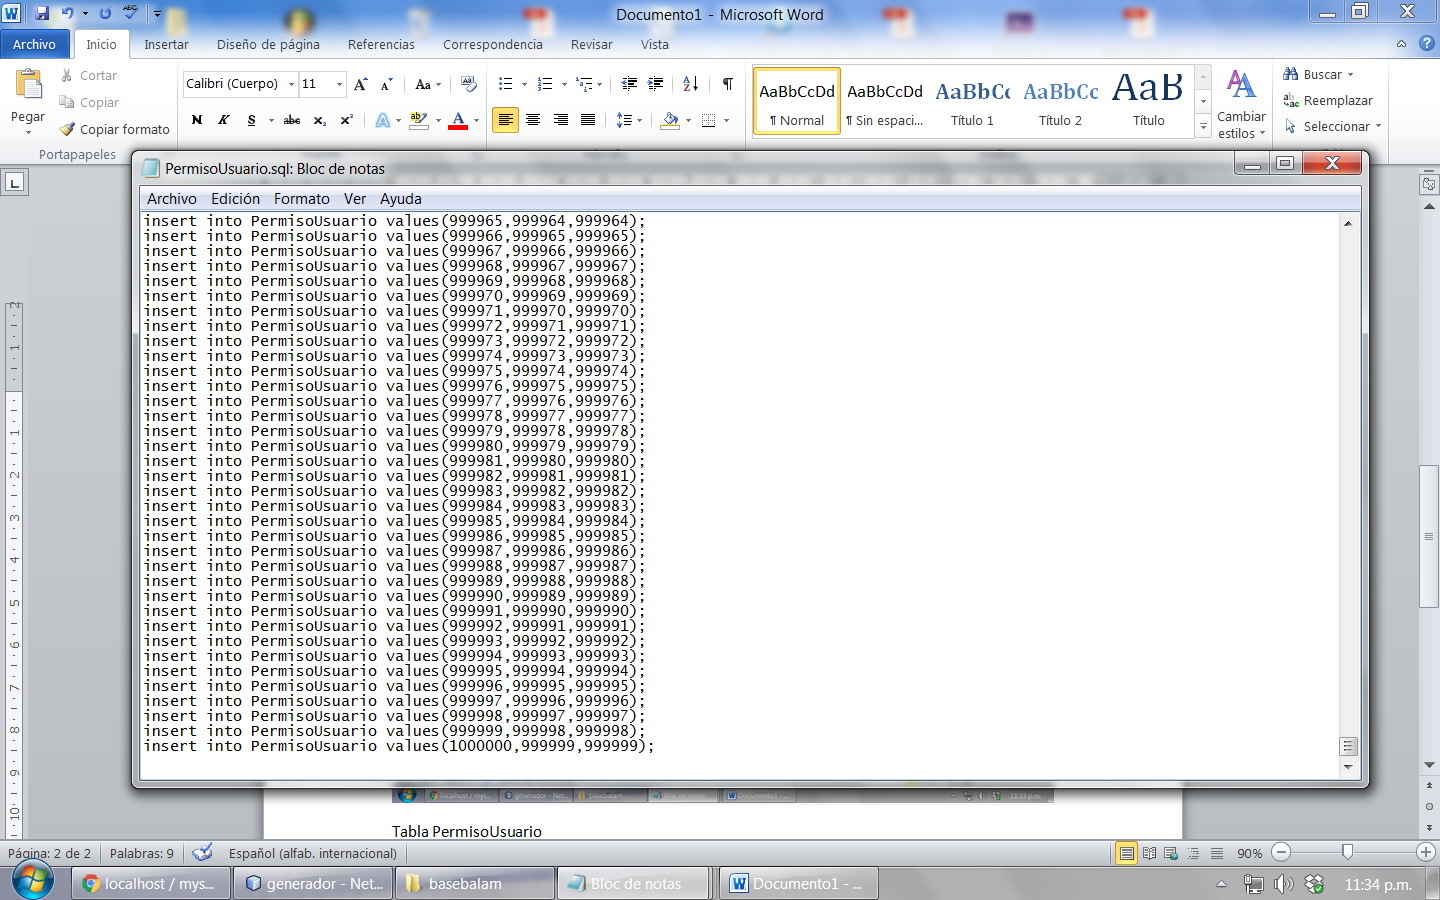 Documento1 - Microsoft Word
Archivo Inicio Insertar Diseño de página Referencias Correspondencia Revisar Vista
Pegar
Cortar
Copiar
Copiar formato
Portapapeles
Calibri (Cuerpo) 11
N K S abc x₂ x²
AaBbCcDd AaBbCcDd AaBbCc AaBbCc AaB
¶ Normal ¶ Sin espaci... Título 1 Título 2 Título
Cambiar
estilos
Buscar
Reemplazar
Seleccionar
PermisoUsuario.sql: Bloc de notas
Archivo Edición Formato Ver Ayuda
insert into PermisoUsuario values(999965,999964,999964);
insert into PermisoUsuario values(999966,999965,999965);
insert into PermisoUsuario values(999967,999966,999966);
insert into PermisoUsuario values(999968,999967,999967);
insert into PermisoUsuario values(999969,999968,999968);
insert into PermisoUsuario values(999970,999969,999969);
insert into PermisoUsuario values(999971,999970,999970);
insert into PermisoUsuario values(999972,999971,999971);
insert into PermisoUsuario values(999973,999972,999972);
insert into PermisoUsuario values(999974,999973,999973);
insert into PermisoUsuario values(999975,999974,999974);
insert into PermisoUsuario values(999976,999975,999975);
insert into PermisoUsuario values(999977,999976,999976);
insert into PermisoUsuario values(999978,999977,999977);
insert into PermisoUsuario values(999979,999978,999978);
insert into PermisoUsuario values(999980,999979,999979);
insert into PermisoUsuario values(999981,999980,999980);
insert into PermisoUsuario values(999982,999981,999981);
insert into PermisoUsuario values(999983,999982,999982);
insert into PermisoUsuario values(999984,999983,999983);
insert into PermisoUsuario values(999985,999984,999984);
insert into PermisoUsuario values(999986,999985,999985);
insert into PermisoUsuario values(999987,999986,999986);
insert into PermisoUsuario values(999988,999987,999987);
insert into PermisoUsuario values(999989,999988,999988);
insert into PermisoUsuario values(999990,999989,999989);
insert into PermisoUsuario values(999991,999990,999990);
insert into PermisoUsuario values(999992,999991,999991);
insert into PermisoUsuario values(999993,999992,999992);
insert into PermisoUsuario values(999994,999993,999993);
insert into PermisoUsuario values(999995,999994,999994);
insert into PermisoUsuario values(999996,999995,999995);
insert into PermisoUsuario values(999997,999996,999996);
insert into PermisoUsuario values(999998,999997,999997);
insert into PermisoUsuario values(999999,999998,999998);
insert into PermisoUsuario values(1000000,999999,999999);
localhost / mys... generador - Net... basebalam Bloc de notas Documento1 - ... 11:33 p.m.
Tabla PermisoUsuario
Página: 2 de 2 Palabras: 9 Español (alfab. internacional) 90%
localhost / mys... generador - Net... basebalam Bloc de notas Documento1 - ... 11:34 p.m.